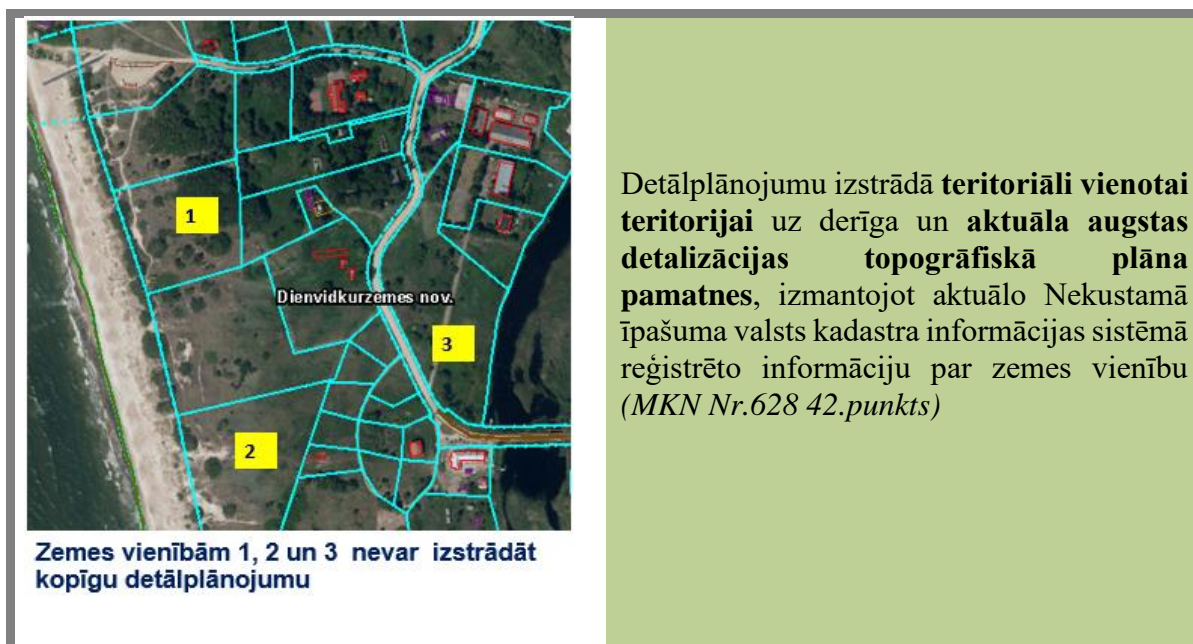 1
Dienvidkurzemes nov.
3
2
Zemes vienībām 1, 2 un 3 nevar izstrādāt
kopīgu detālplānojumu
Detālplānojumu izstrādā teritoriāli vienotai
teritorijai uz derīga un aktuāla augstas
detalizācijas topogrāfiskā plāna
pamatnes, izmantojot aktuālo Nekustamā
īpašuma valsts kadastra informācijas sistēmā
reģistrēto informāciju par zemes vienību
(MKN Nr.628 42.punkts)